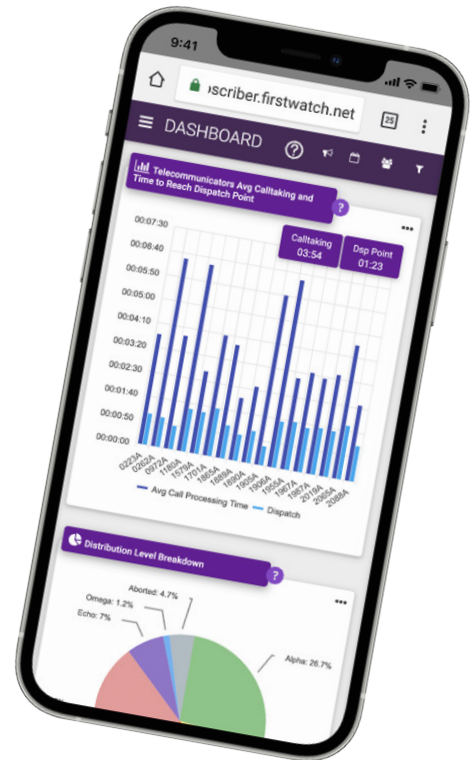 9:41
scriber.firstwatch.net
25
DASHBOARD
?
Telecommunicators Avg Calltaking and
Time to Reach Dispatch Point
?
Calltaking
03:54
Dsp Point
01:23
00:07:30
00:06:40
00:05:50
00:05:00
00:04:10
00:03:20
00:02:30
00:01:40
00:00:50
00:00:00
0223A
0262A
0972A
1180A
1579A
1701A
1865A
1889A
1890A
1905A
1906A
1955A
1967A
1987A
2019A
2065A
2088A
Avg Call Processing Time
Dispatch
Distribution Level Breakdown
?
Aborted: 4.7%
Omega: 1.2%
Echo: 7%
Alpha: 26.7%